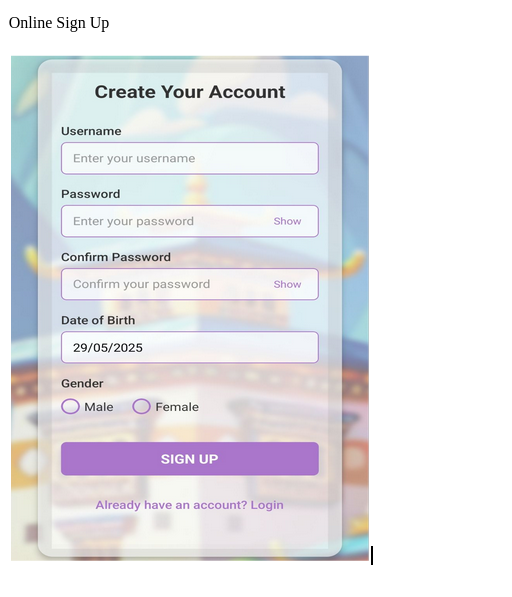 Online Sign Up
Create Your Account
Username
Enter your username
Password
Enter your password Show
Confirm Password
Confirm your password Show
Date of Birth
29/05/2025
Gender
Male Female
SIGN UP
Already have an account? Login